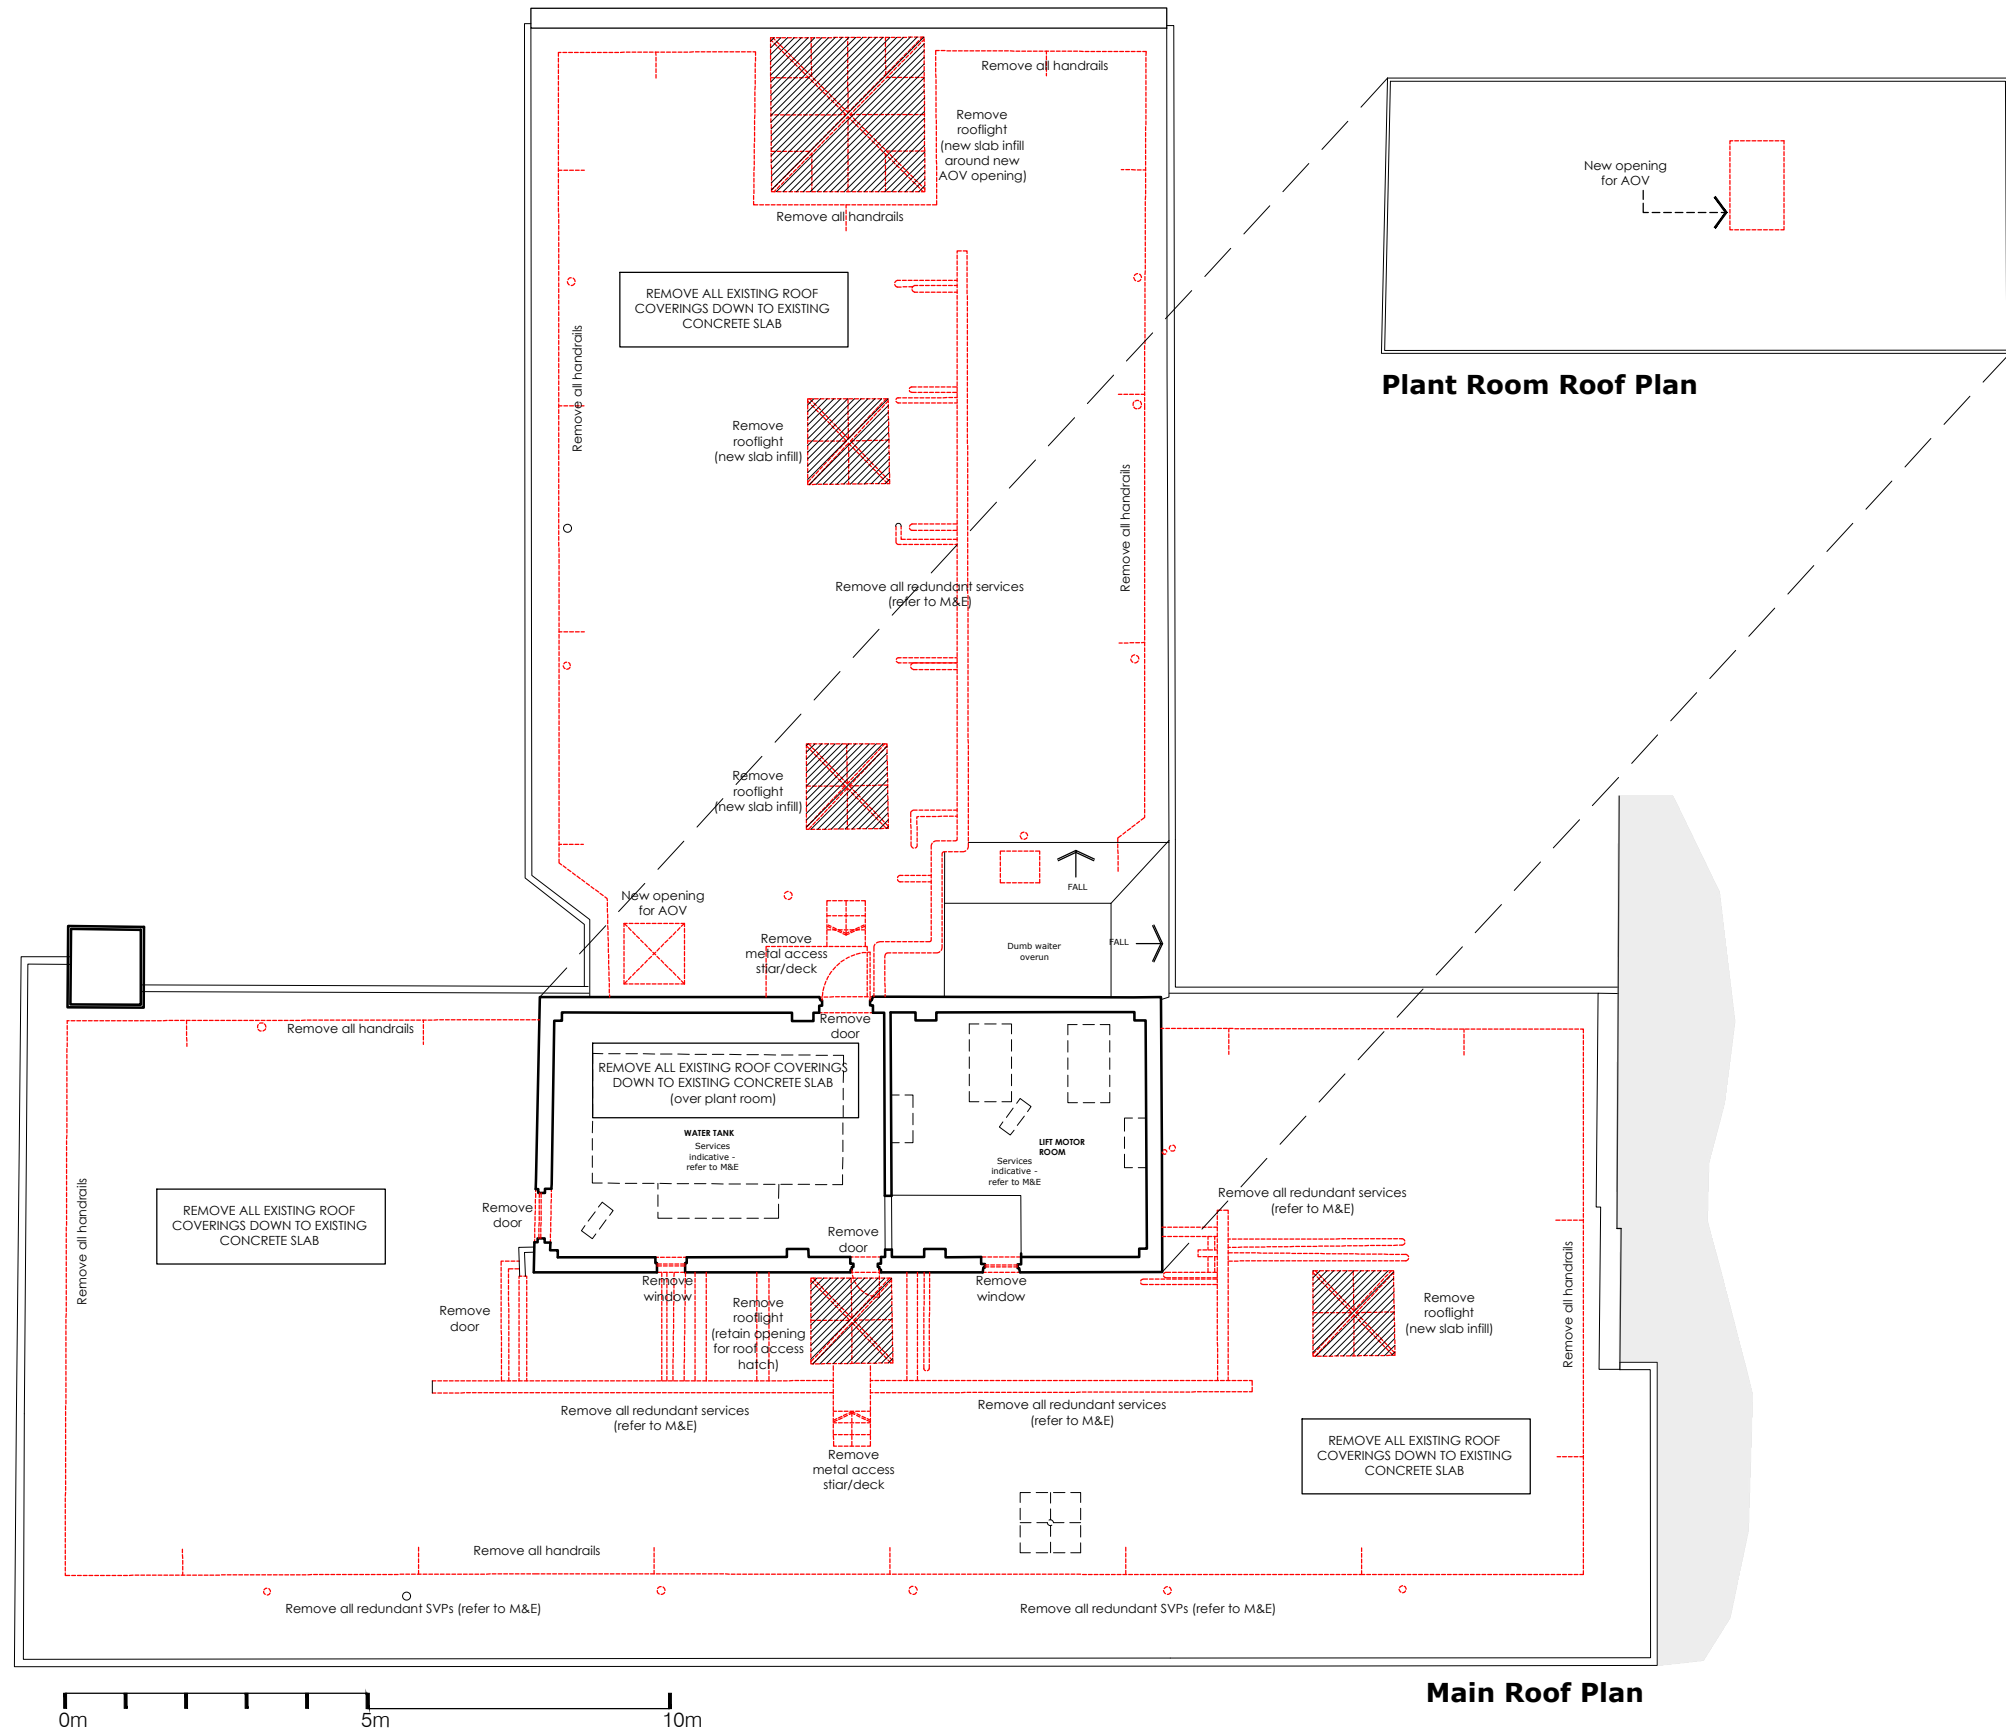 Remove all handrails
Remove
rooflight
(new slab infill
around new
AOV opening)
Remove all handrails
New opening
for AOV
REMOVE ALL EXISTING ROOF
COVERINGS DOWN TO EXISTING
CONCRETE SLAB
Remove all handrails
Plant Room Roof Plan
Remove
rooflight
(new slab infill)
Remove all handrails
Remove all redundant services
(refer to M&E)
Remove
rooflight
(new slab infill)
FALL
New opening
for AOV
Remove
metal access
stiar/deck
Dumb waiter
overun
FALL
Remove all handrails
Remove
door
REMOVE ALL EXISTING ROOF COVERINGS
DOWN TO EXISTING CONCRETE SLAB
(over plant room)
WATER TANK
Services
indicative -
refer to M&E
LIFT MOTOR
ROOM
Services
indicative -
refer to M&E
Remove all handrails
REMOVE ALL EXISTING ROOF
COVERINGS DOWN TO EXISTING
CONCRETE SLAB
Remove
door
Remove
door
Remove all redundant services
(refer to M&E)
Remove all handrails
Remove
window
Remove
window
Remove
door
Remove
rooflight
(retain opening
for roof access
hatch)
Remove
rooflight
(new slab infill)
Remove all redundant services
(refer to M&E)
Remove all redundant services
(refer to M&E)
Remove
metal access
stiar/deck
REMOVE ALL EXISTING ROOF
COVERINGS DOWN TO EXISTING
CONCRETE SLAB
Remove all handrails
Remove all redundant SVPs (refer to M&E)
Remove all redundant SVPs (refer to M&E)
Main Roof Plan
0m
5m
10m